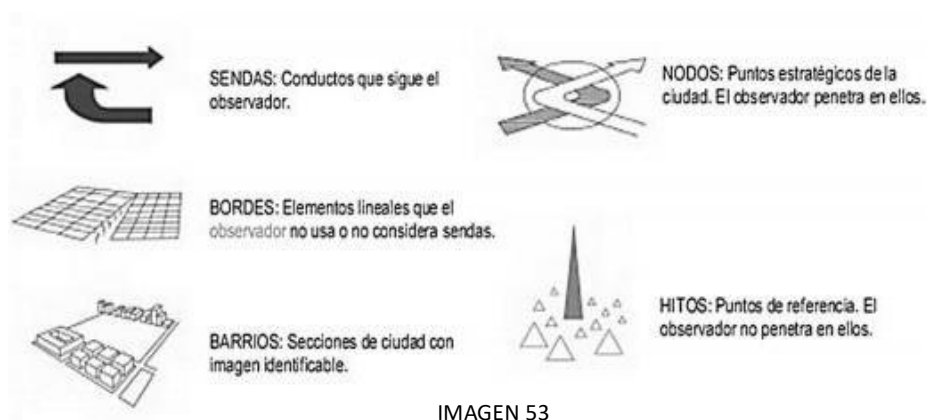 SENDAS: Conductos que sigue el
observador.
BORDES: Elementos lineales que el
observador no usa o no considera sendas.
BARRIOS: Secciones de ciudad con
imagen identificable.
NODOS: Puntos estratégicos de la
ciudad. El observador penetra en ellos.
HITOS: Puntos de referencia. El
observador no penetra en ellos.
IMAGEN 53